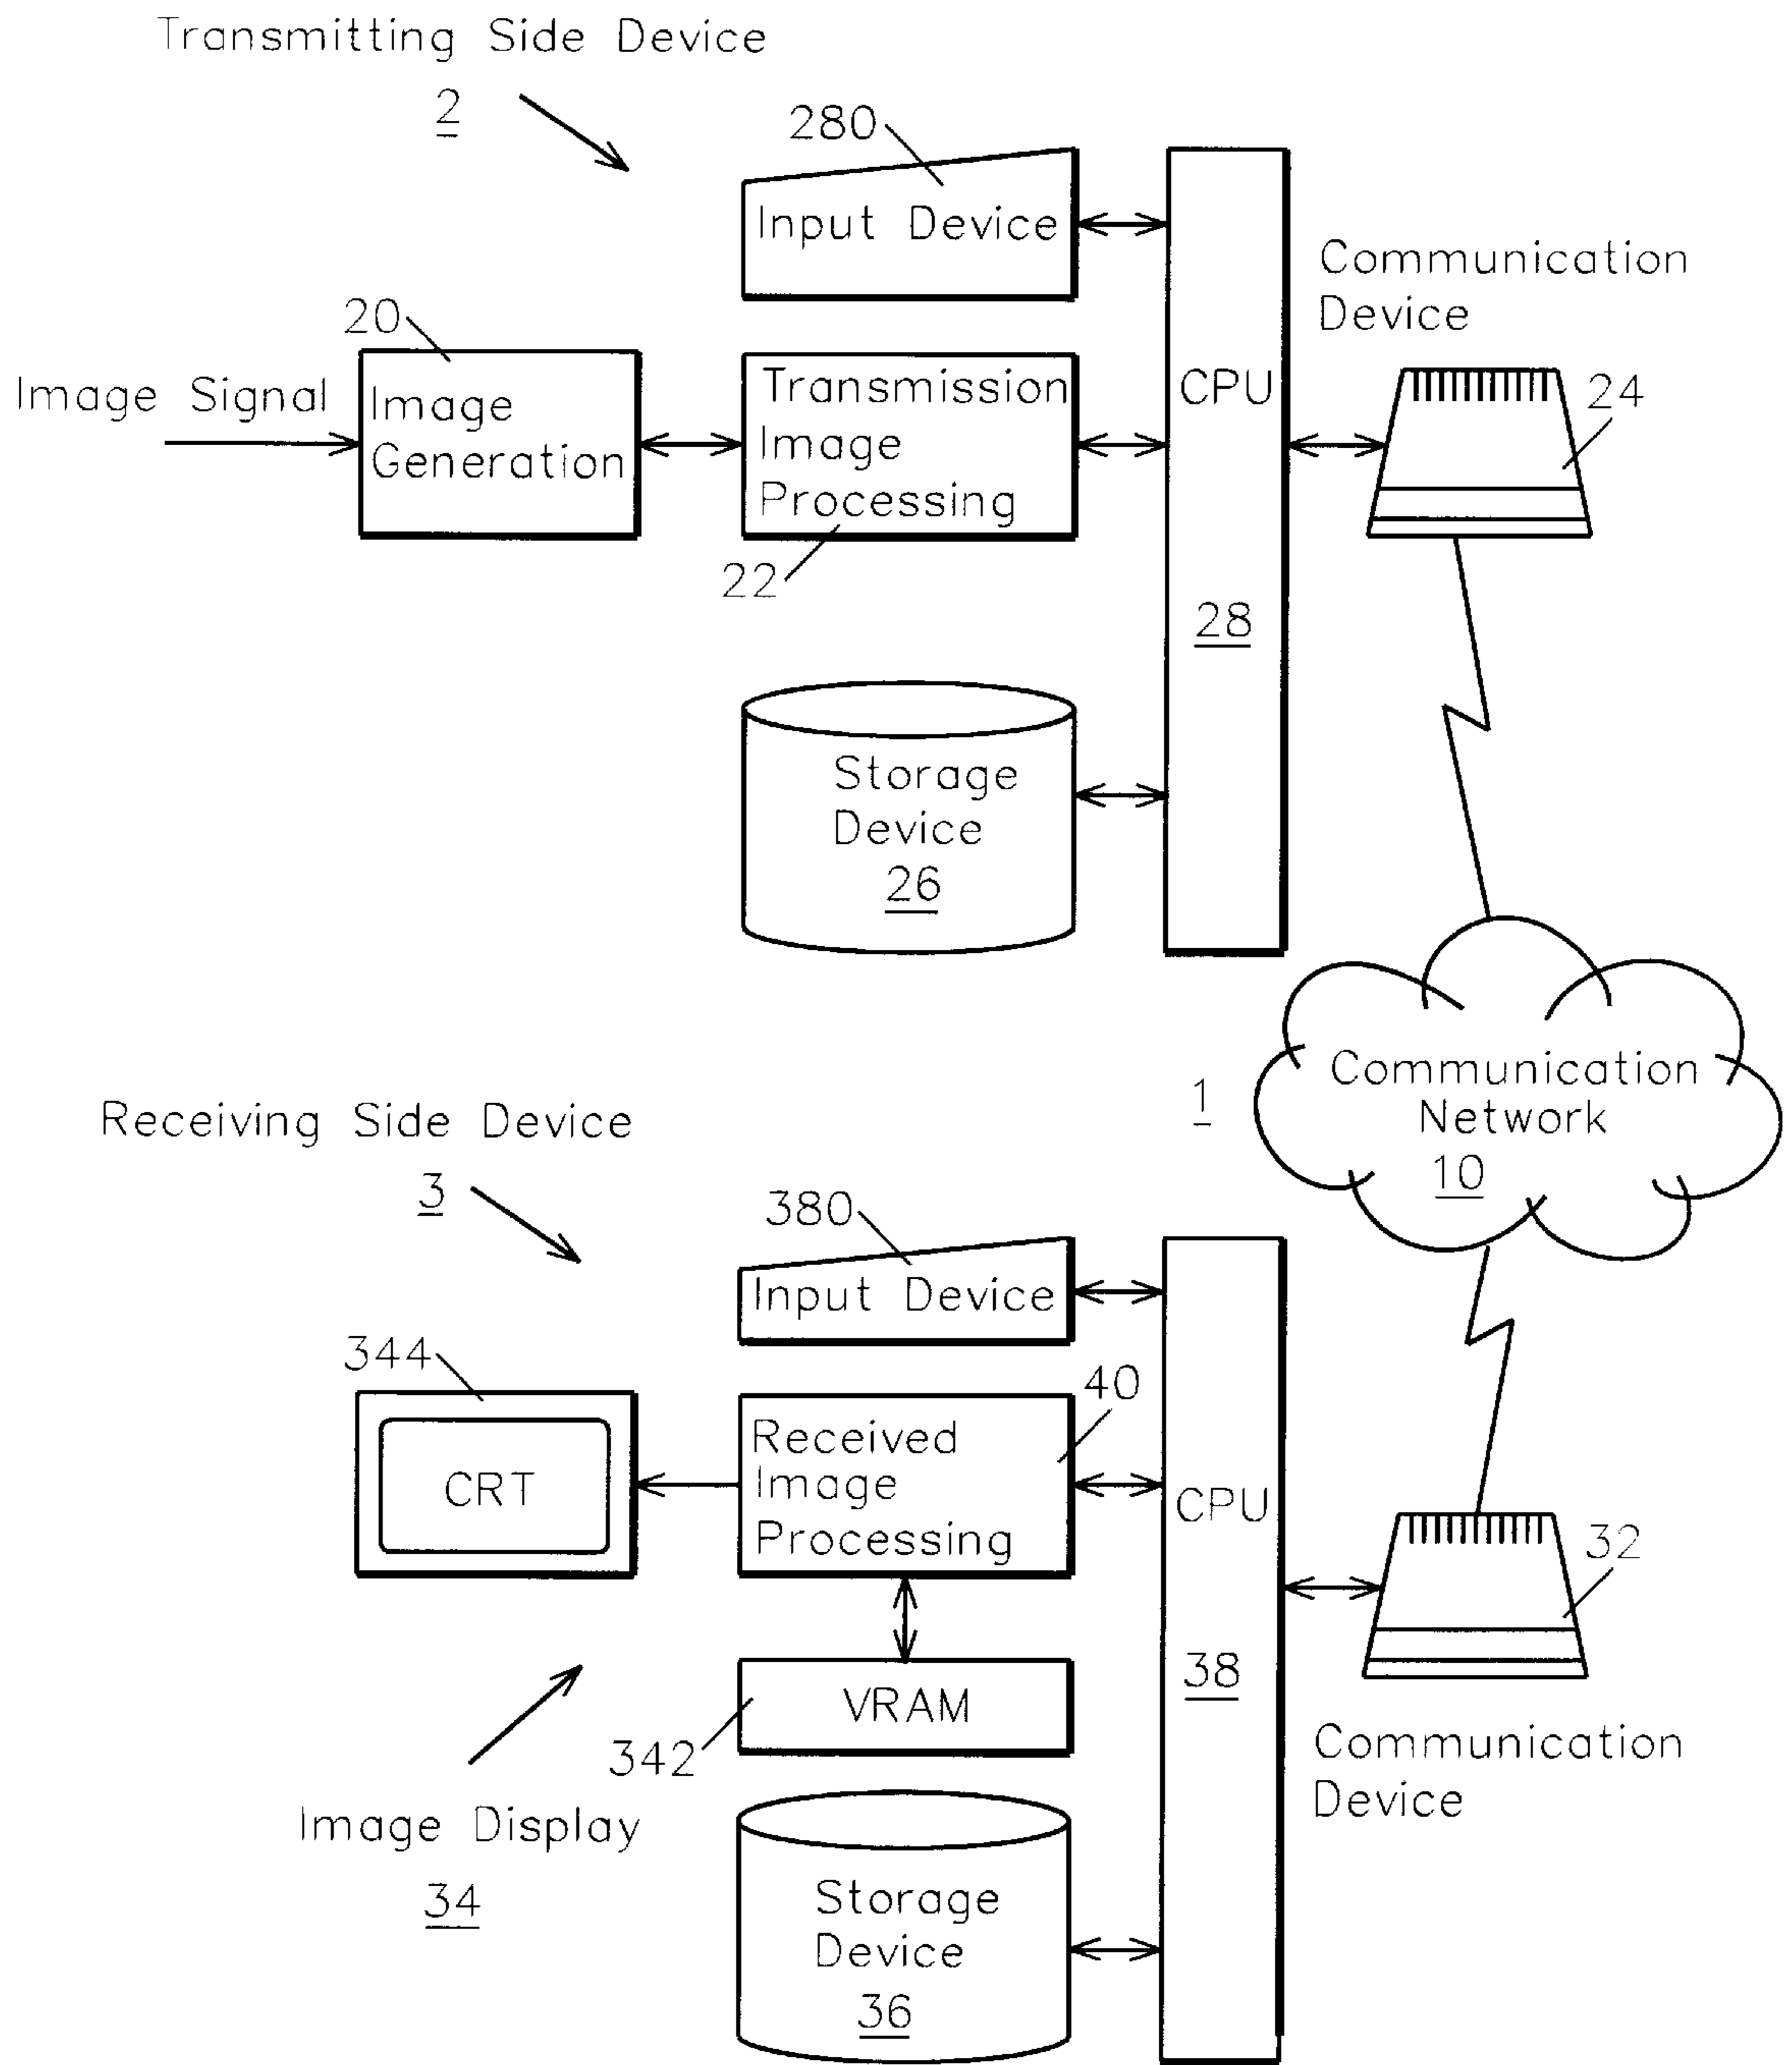 Transmitting Side Device
2
280
Input Device
Communication
Device
20
Image Signal
Image
Generation
Transmission
Image
Processing
22
CPU
28
24
Storage
Device
26
Communication
Network
10
1
Receiving Side Device
3
380
Input Device
344
CRT
40
Received
Image
Processing
CPU
38
32
VRAM
342
Communication
Device
Image Display
34
Storage
Device
36